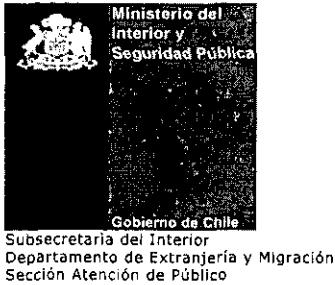 Ministerio del
Interior y
Seguridad Pública
Gobierno de Chile
Subsecretaría del Interior
Departamento de Extranjería y Migración
Sección Atención de Público